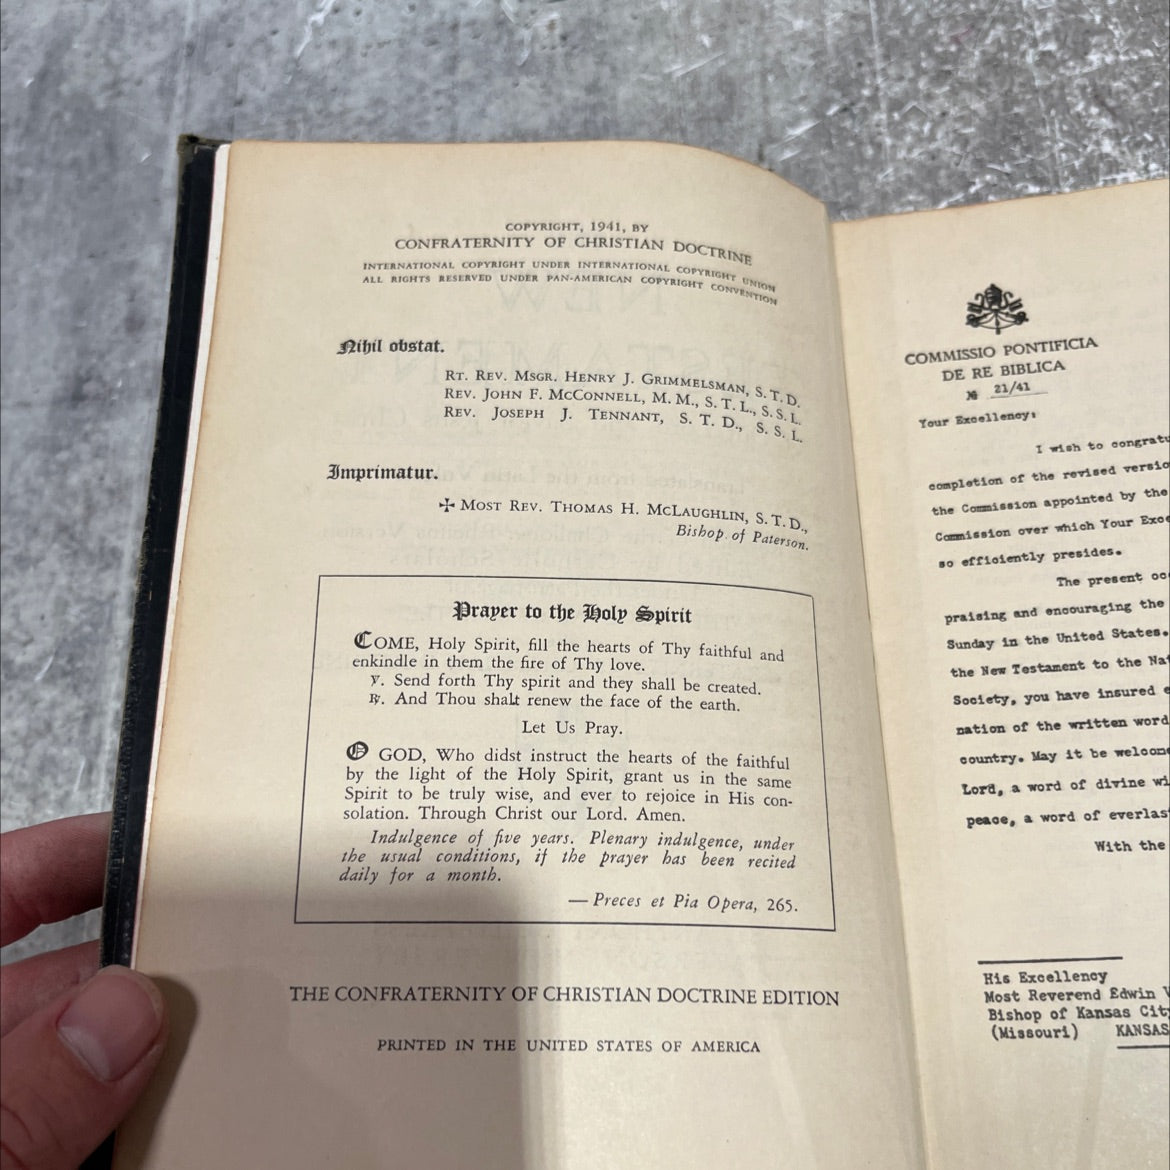 COPYRIGHT, 1941, BY
CONFRATERNITY OF CHRISTIAN DOCTRINE
INTERNATIONAL COPYRIGHT UNDER INTERNATIONAL COPYRIGHT UNION
ALL RIGHTS RESERVED UNDER PAN-AMERICAN COPYRIGHT CONVENTION
Nihil obstat.
RT. REV. MSGR. HENRY J. GRIMMELSMAN, S. T. D.
REV. JOHN F. MCCONNELL, M. M., S. T. L., S. S. L.
REV. JOSEPH J. TENNANT, S. T. D., S. S. L.
Imprimatur.
✠ MOST REV. THOMAS H. MCLAUGHLIN, S. T. D.,
Bishop of Paterson.
Prayer to the Holy Spirit
COME, Holy Spirit, fill the hearts of Thy faithful and
enkindle in them the fire of Thy love.
℣. Send forth Thy spirit and they shall be created.
℟. And Thou shalt renew the face of the earth.
Let Us Pray.
O GOD, Who didst instruct the hearts of the faithful
by the light of the Holy Spirit, grant us in the same
Spirit to be truly wise, and ever to rejoice in His con-
solation. Through Christ our Lord. Amen.
Indulgence of five years. Plenary indulgence, under
the usual conditions, if the prayer has been recited
daily for a month.
— Preces et Pia Opera, 265.
THE CONFRATERNITY OF CHRISTIAN DOCTRINE EDITION
PRINTED IN THE UNITED STATES OF AMERICA
COMMISSIO PONTIFICIA
DE RE BIBLICA
№ 21/41
Your Excellency:
I wish to congratu
completion of the revised versio
the Commission appointed by the
Commission over which Your Exce
so efficiently presides.
The present occ
praising and encouraging the
Sunday in the United States.
the New Testament to the Nat
Society, you have insured e
nation of the written word
country. May it be welcome
Lord, a word of divine wi
peace, a word of everlas
With the
His Excellency
Most Reverend Edwin V
Bishop of Kansas City
(Missouri) KANSAS